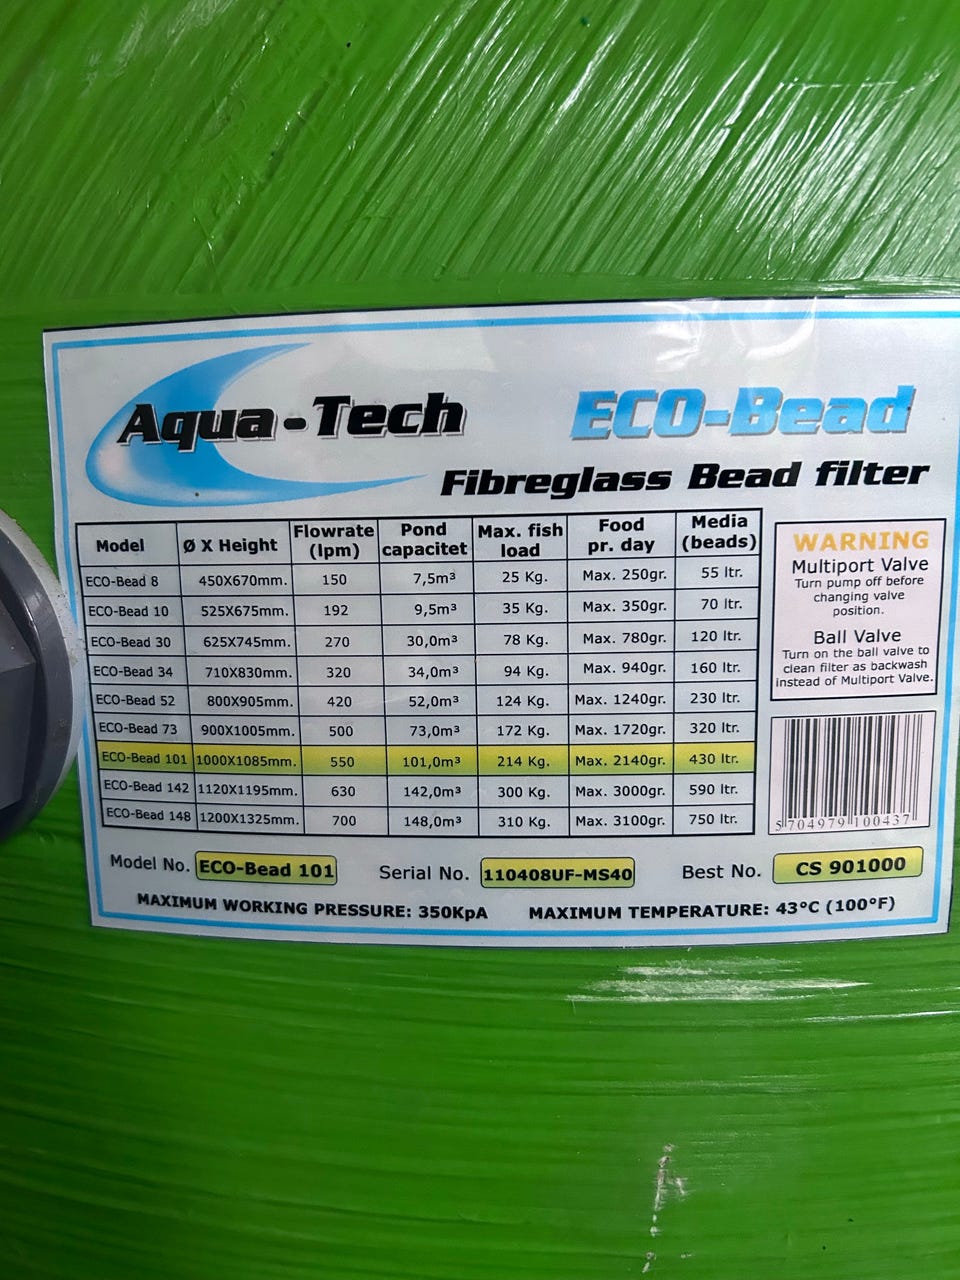 Aqua-Tech
ECO-Bead
Fibreglass Bead filter
Model Ø X Height Flowrate (lpm) Pond capacitet Max. fish load Food pr. day Media (beads)
ECO-Bead 8 450X670mm. 150 7,5m³ 25 Kg. Max. 250gr. 55 ltr.
ECO-Bead 10 525X675mm. 192 9,5m³ 35 Kg. Max. 350gr. 70 ltr.
ECO-Bead 30 625X745mm. 270 30,0m³ 78 Kg. Max. 780gr. 120 ltr.
ECO-Bead 34 710X830mm. 320 34,0m³ 94 Kg. Max. 940gr. 160 ltr.
ECO-Bead 52 800X905mm. 420 52,0m³ 124 Kg. Max. 1240gr. 230 ltr.
ECO-Bead 73 900X1005mm. 500 73,0m³ 172 Kg. Max. 1720gr. 320 ltr.
ECO-Bead 101 1000X1085mm. 550 101,0m³ 214 Kg. Max. 2140gr. 430 ltr.
ECO-Bead 142 1120X1195mm. 630 142,0m³ 300 Kg. Max. 3000gr. 590 ltr.
ECO-Bead 148 1200X1325mm. 700 148,0m³ 310 Kg. Max. 3100gr. 750 ltr.
WARNING
Multiport Valve
Turn pump off before
changing valve
position.
Ball Valve
Turn on the ball valve to
clean filter as backwash
instead of Multiport Valve.
5 704979 100437
Model No. ECO-Bead 101 Serial No. 110408UF-MS40 Best No. CS 901000
MAXIMUM WORKING PRESSURE: 350KpA MAXIMUM TEMPERATURE: 43°C (100°F)